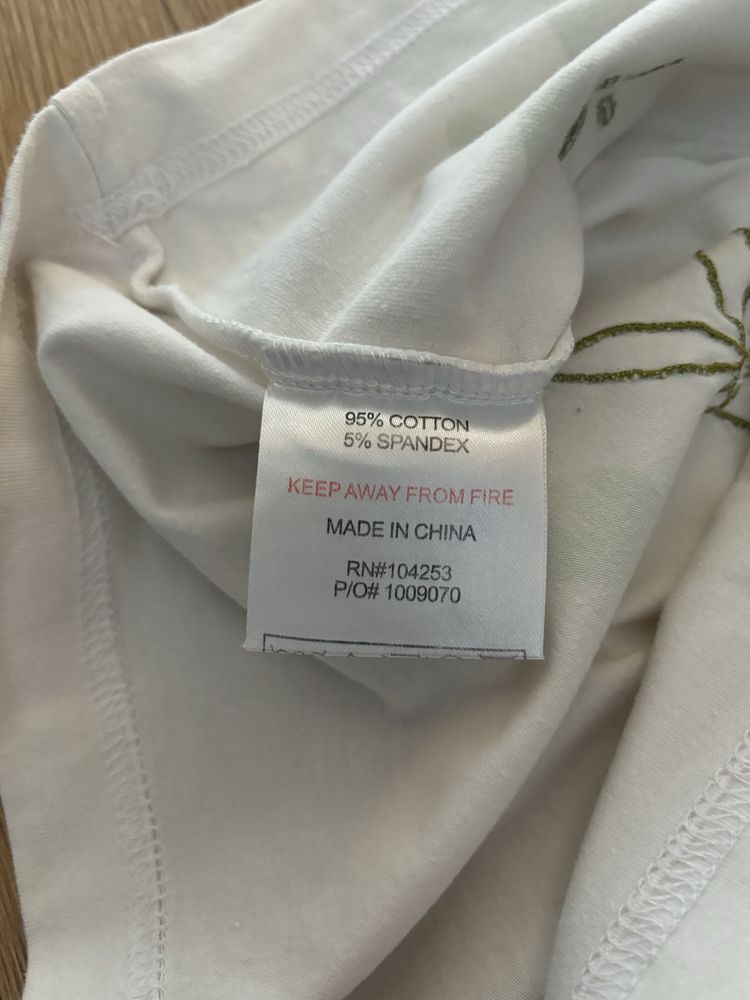 95% COTTON
5% SPANDEX
KEEP AWAY FROM FIRE
MADE IN CHINA
RN#104253
P/O# 1009070